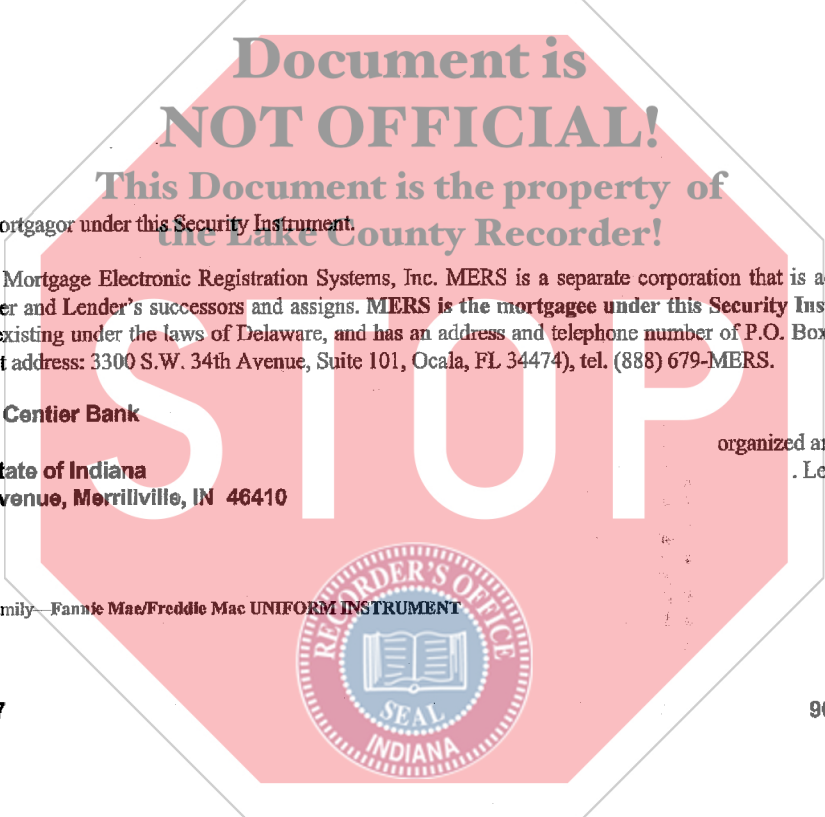 Document is
NOT OFFICIAL!
This Document is the property of
the Lake County Recorder!
ortgagor under this Security Instrument.
Mortgage Electronic Registration Systems, Inc. MERS is a separate corporation that is a
er and Lender's successors and assigns. MERS is the mortgagee under this Security Ins
existing under the laws of Delaware, and has an address and telephone number of P.O. Box
t address: 3300 S.W. 34th Avenue, Suite 101, Ocala, FL 34474), tel. (888) 679-MERS.
STOP
Centier Bank
organized a
tate of Indiana
. Le
venue, Merrillville, IN 46410
mily—Fannie Mae/Freddie Mac UNIFORM INSTRUMENT
RECORDER'S OFFICE
SEAL
INDIANA
7
9